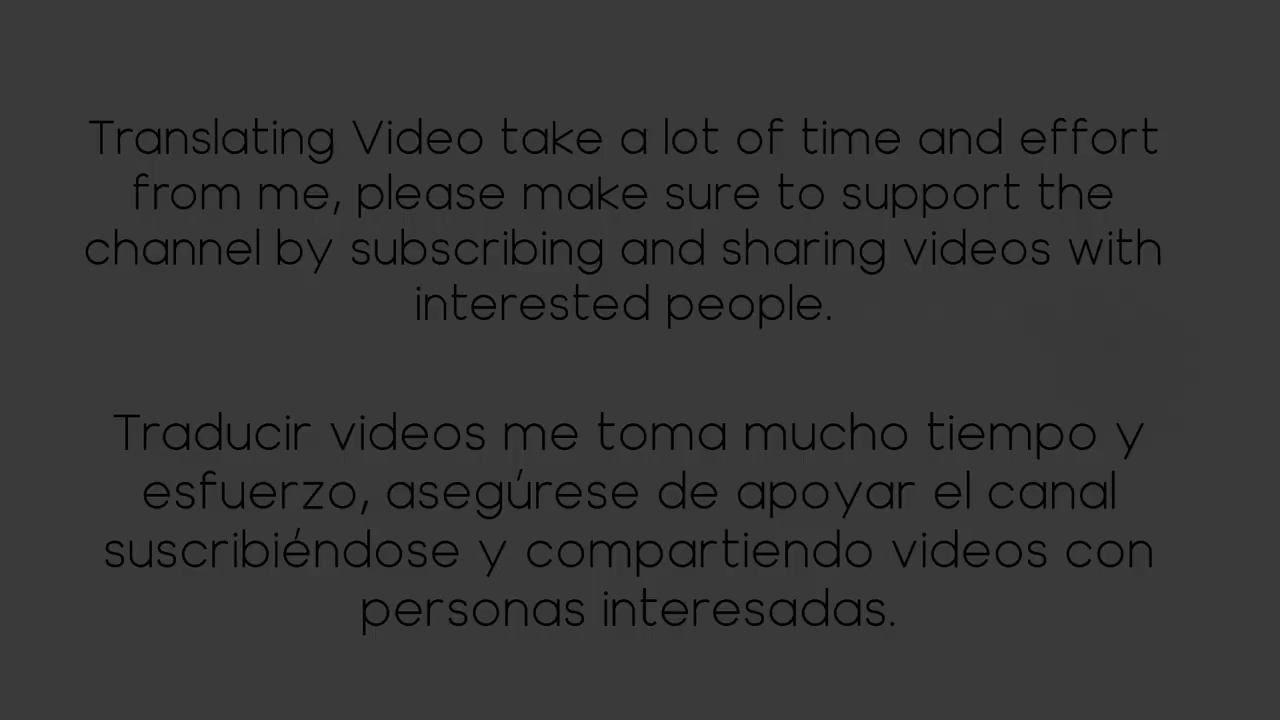 Translating Video take a lot of time and effort
from me, please make sure to support the
channel by subscribing and sharing videos with
interested people.
Traducir videos me toma mucho tiempo y
esfuerzo, asegúrese de apoyar el canal
suscribiéndose y compartiendo videos con
personas interesadas.